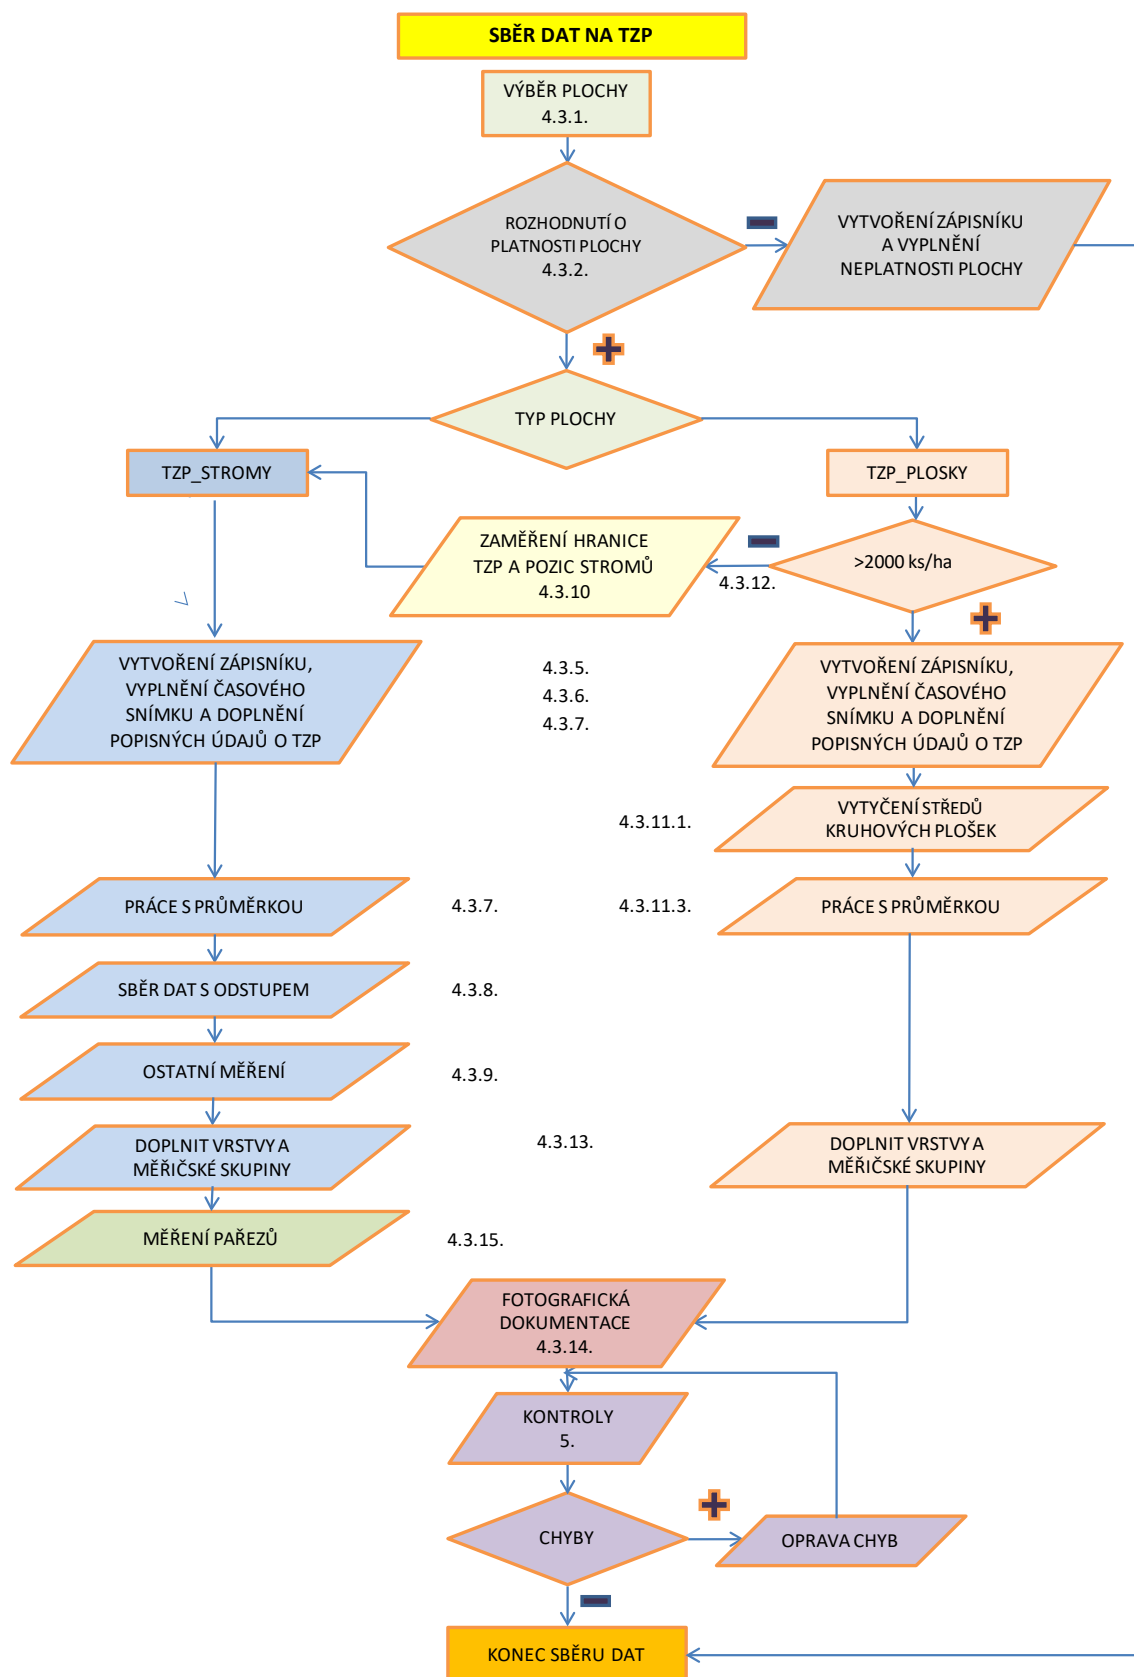 SBĚR DAT NA TZP
VÝBĚR PLOCHY
4.3.1.
ROZHODNUTÍ O
PLATNOSTI PLOCHY
4.3.2.
VYTVOŘENÍ ZÁPISNÍKU
A VYPLNĚNÍ
NEPLATNOSTI PLOCHY
TYP PLOCHY
TZP_STROMY
TZP_PLOSKY
ZAMĚŘENÍ HRANICE
TZP A POZIC STROMŮ
4.3.10
4.3.12.
>2000 ks/ha
VYTVOŘENÍ ZÁPISNÍKU,
VYPLNĚNÍ ČASOVÉHO
SNÍMKU A DOPLNĚNÍ
POPISNÝCH ÚDAJŮ O TZP
4.3.5.
4.3.6.
4.3.7.
VYTVOŘENÍ ZÁPISNÍKU,
VYPLNĚNÍ ČASOVÉHO
SNÍMKU A DOPLNĚNÍ
POPISNÝCH ÚDAJŮ O TZP
4.3.11.1.
VYTYČENÍ STŘEDŮ
KRUHOVÝCH PLOŠEK
PRÁCE S PRŮMĚRKOU
4.3.7.
4.3.11.3.
PRÁCE S PRŮMĚRKOU
SBĚR DAT S ODSTUPEM
4.3.8.
OSTATNÍ MĚŘENÍ
4.3.9.
DOPLNIT VRSTVY A
MĚŘIČSKÉ SKUPINY
4.3.13.
DOPLNIT VRSTVY A
MĚŘIČSKÉ SKUPINY
MĚŘENÍ PAŘEZŮ
4.3.15.
FOTOGRAFICKÁ
DOKUMENTACE
4.3.14.
KONTROLY
5.
CHYBY
OPRAVA CHYB
KONEC SBĚRU DAT